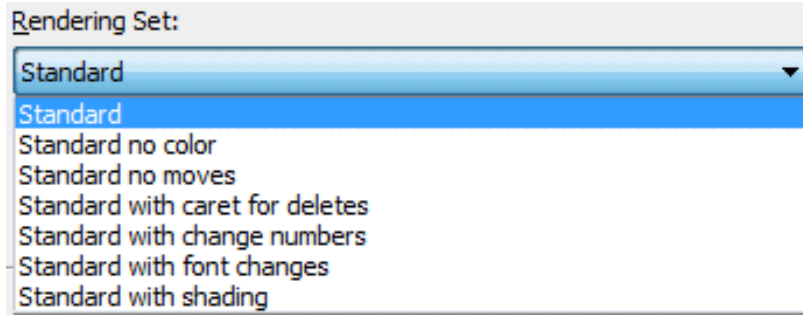 Rendering Set:
Standard
Standard
Standard no color
Standard no moves
Standard with caret for deletes
Standard with change numbers
Standard with font changes
Standard with shading